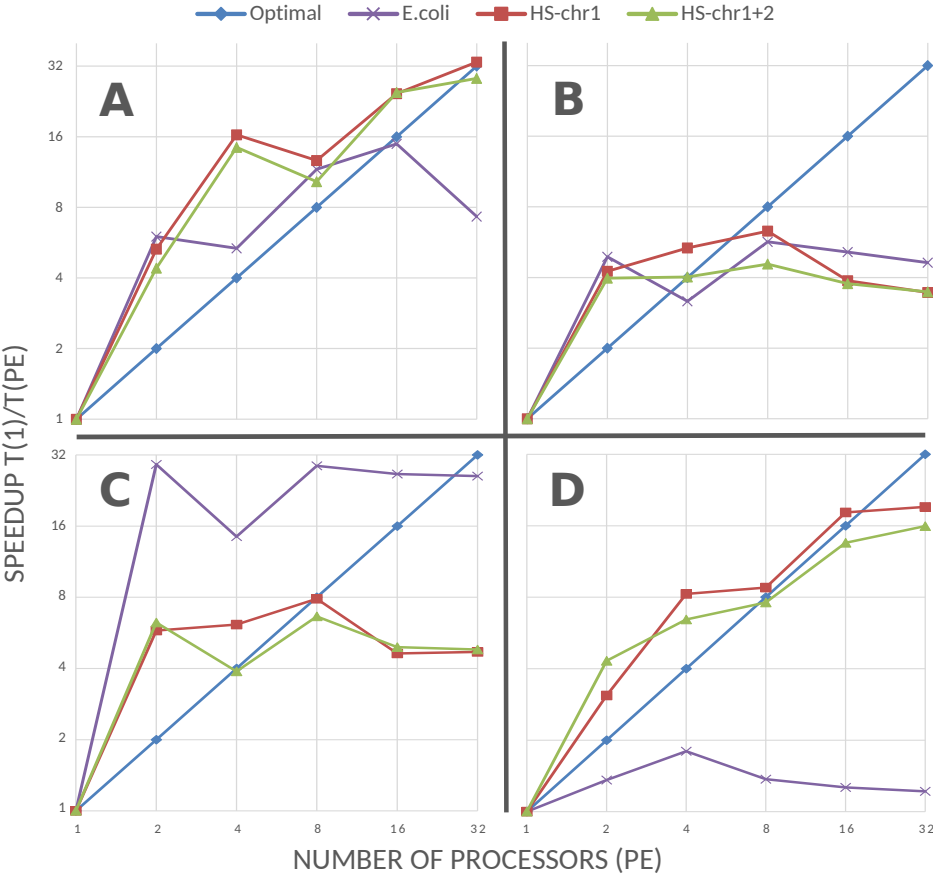 Optimal E.coli HS-chr1 HS-chr1+2
A
B
32
16
8
4
2
1
C
D
32
16
8
4
2
1
1 2 4 8 16 32
1 2 4 8 16 32
SPEEDUP T(1)/T(PE)
NUMBER OF PROCESSORS (PE)